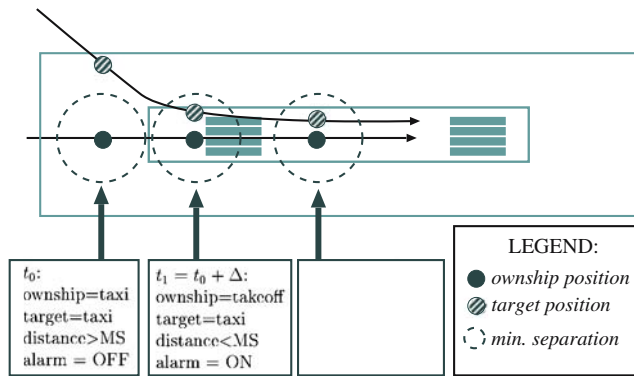 t₀:
ownship=taxi
target=taxi
distance>MS
alarm = OFF
t₁ = t₀ + Δ:
ownship=takeoff
target=taxi
distance<MS
alarm = ON
LEGEND:
ownship position
target position
min. separation